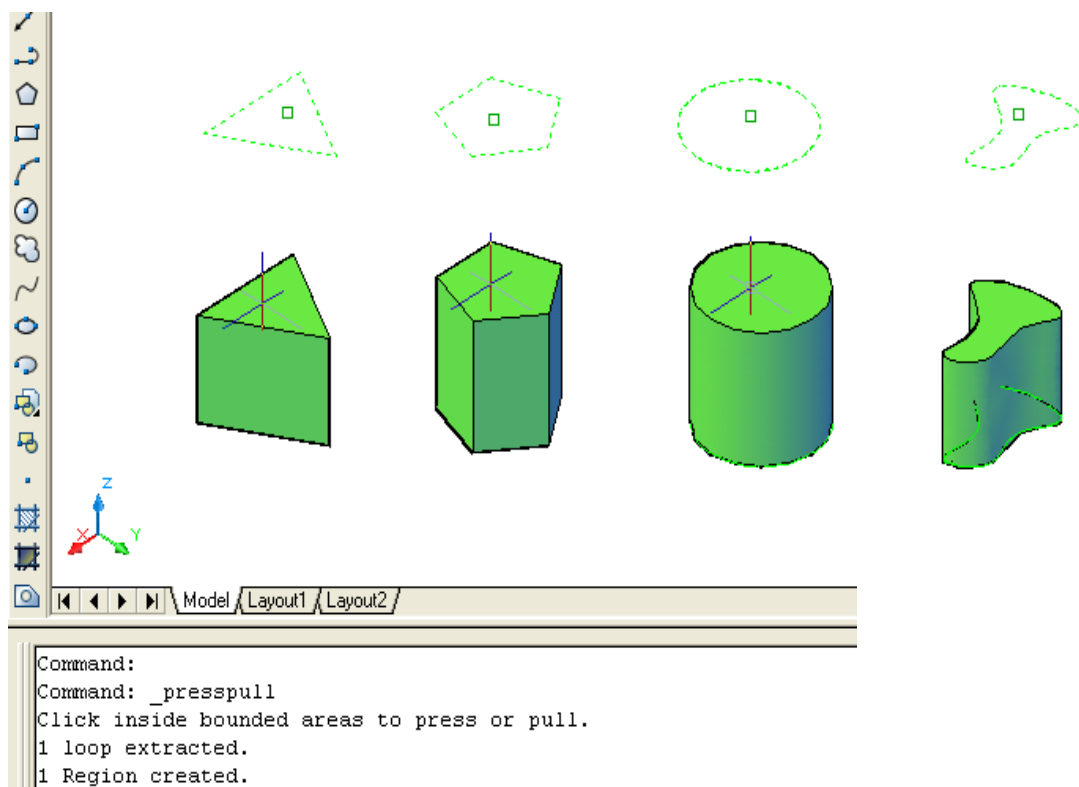 Z
X
Y
Model Layout1 Layout2
Command:
Command: _presspull
Click inside bounded areas to press or pull.
1 loop extracted.
1 Region created.